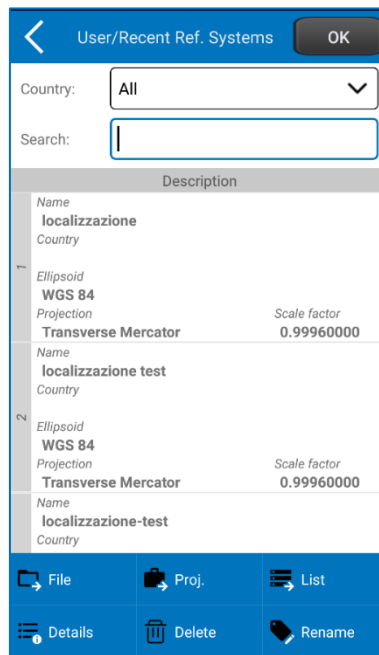 User/Recent Ref. Systems OK
Country: All
Search:
Description
Name
localizzazione
Country
1
Ellipsoid
WGS 84
Projection Scale factor
Transverse Mercator 0.99960000
Name
localizzazione test
Country
2
Ellipsoid
WGS 84
Projection Scale factor
Transverse Mercator 0.99960000
Name
localizzazione-test
Country
File Proj. List
Details Delete Rename